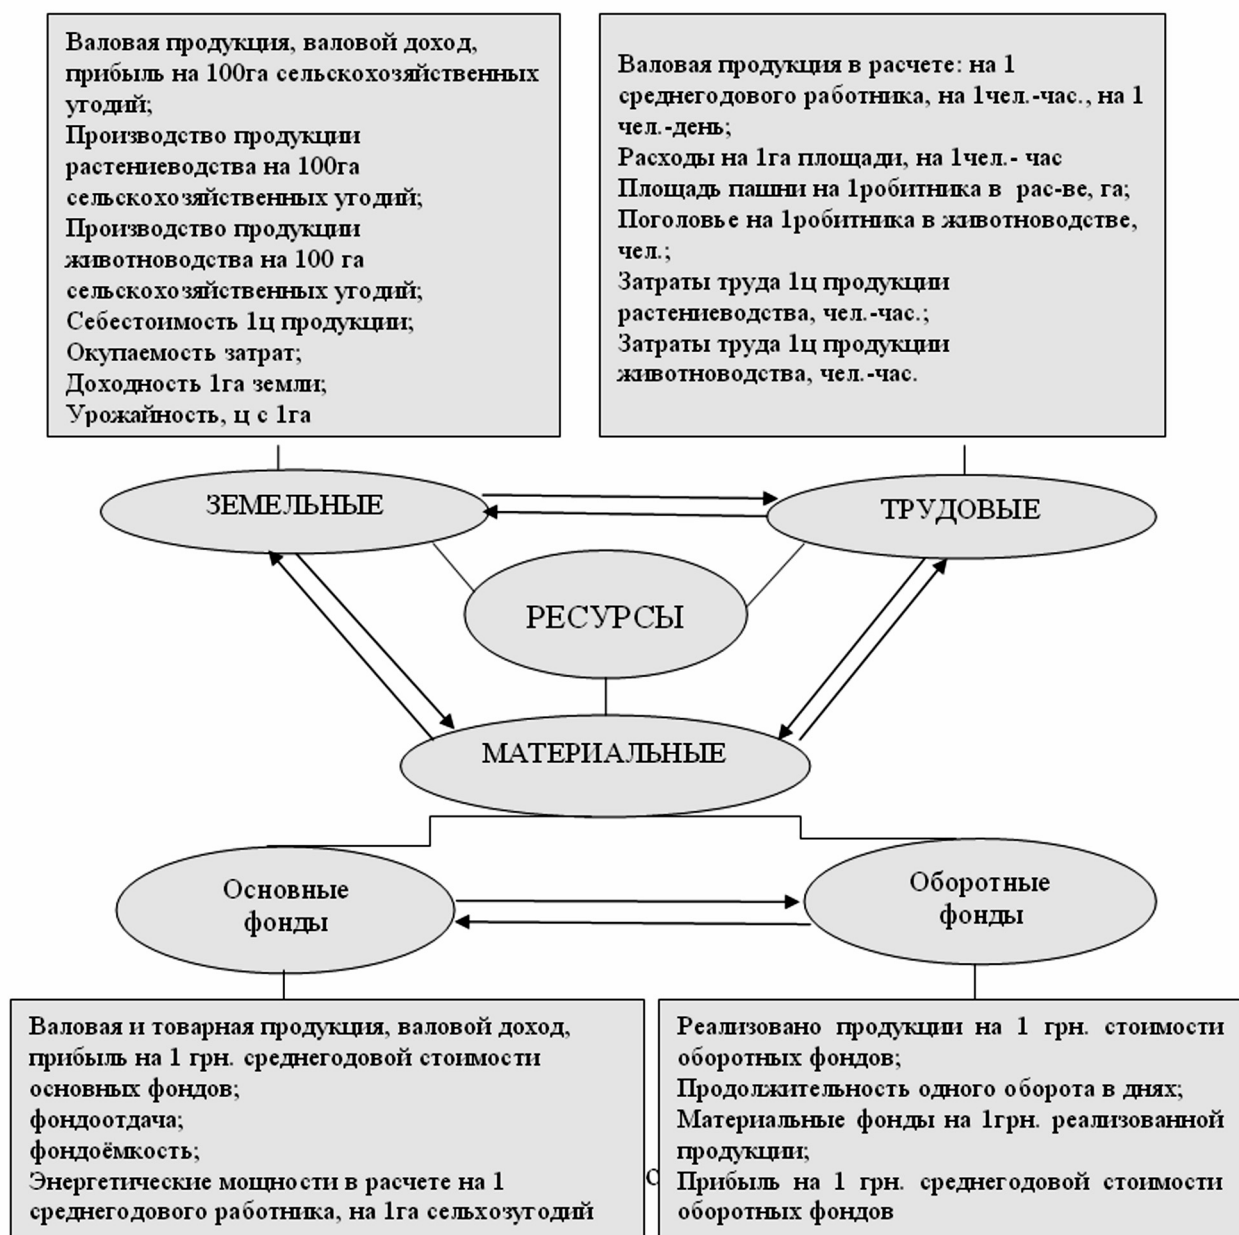 Валовая продукция, валовой доход,
прибыль на 100га сельскохозяйственных
угодий;
Производство продукции
растениеводства на 100га
сельскохозяйственных угодий;
Производство продукции
животноводства на 100 га
сельскохозяйственных угодий;
Себестоимость 1ц продукции;
Окупаемость затрат;
Доходность 1га земли;
Урожайность, ц с 1га
Валовая продукция в расчете: на 1
среднегодового работника, на 1чел.-час., на 1
чел.-день;
Расходы на 1га площади, на 1чел.- час
Площадь пашни на 1робитника в рас-ве, га;
Поголовье на 1робитника в животноводстве,
чел.;
Затраты труда 1ц продукции
растениеводства, чел.-час.;
Затраты труда 1ц продукции
животноводства, чел.-час.
ЗЕМЕЛЬНЫЕ
ТРУДОВЫЕ
РЕСУРСЫ
МАТЕРИАЛЬНЫЕ
Основные
фонды
Оборотные
фонды
Валовая и товарная продукция, валовой доход,
прибыль на 1 грн. среднегодовой стоимости
основных фондов;
фондоотдача;
фондоёмкость;
Энергетические мощности в расчете на 1
среднегодового работника, на 1га сельхозугодий
Реализовано продукции на 1 грн. стоимости
оборотных фондов;
Продолжительность одного оборота в днях;
Материальные фонды на 1грн. реализованной
продукции;
Прибыль на 1 грн. среднегодовой стоимости
оборотных фондов